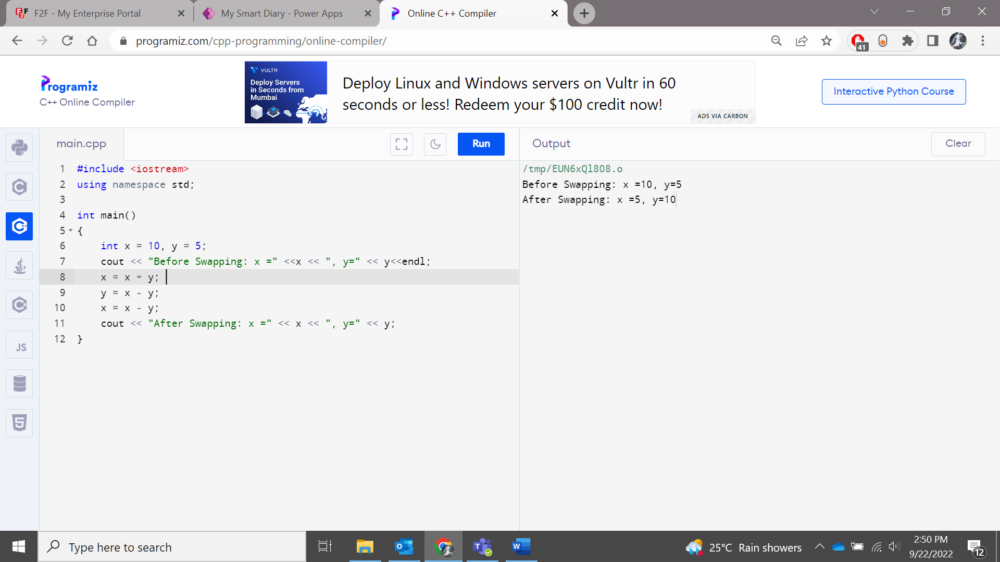 F2F - My Enterprise Portal
My Smart Diary - Power Apps
Online C++ Compiler
programiz.com/cpp-programming/online-compiler/
41
Programiz
C++ Online Compiler
VULTR
Deploy Servers
in Seconds from
Mumbai
Deploy Linux and Windows servers on Vultr in 60
seconds or less! Redeem your $100 credit now!
ADS VIA CARBON
Interactive Python Course
main.cpp
Run
Output
Clear
1 #include <iostream>
2 using namespace std;
3
4 int main()
5 {
6 int x = 10, y = 5;
7 cout << "Before Swapping: x =" <<x << ", y=" << y<<endl;
8 x = x + y;
9 y = x - y;
10 x = x - y;
11 cout << "After Swapping: x =" << x << ", y=" << y;
12 }
/tmp/EUN6xQl808.o
Before Swapping: x =10, y=5
After Swapping: x =5, y=10
JS
Type here to search
25°C Rain showers
2:50 PM
9/22/2022
12